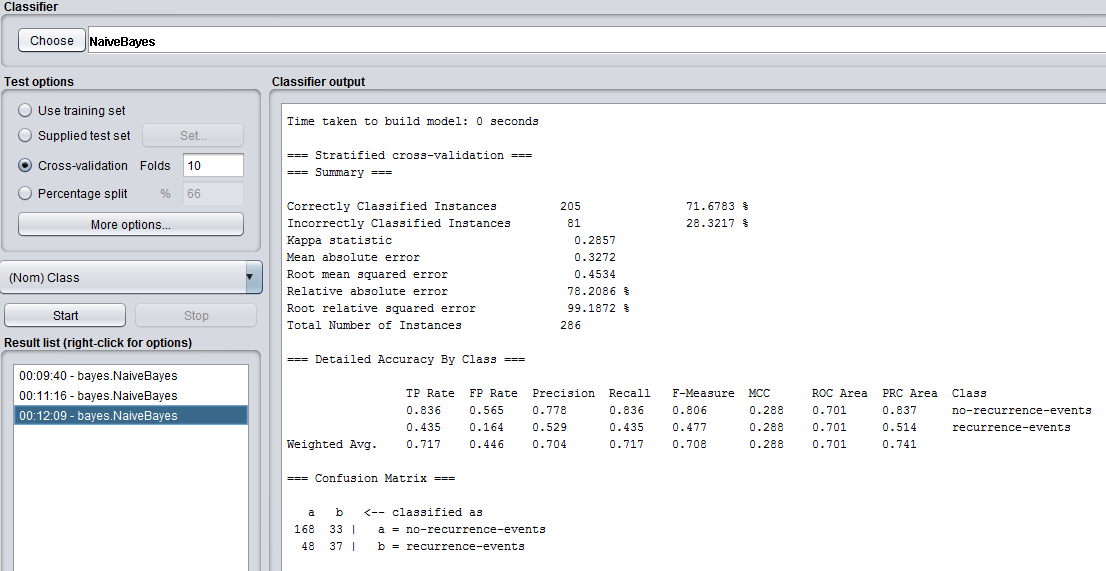 Classifier
Choose NaiveBayes
Test options
Use training set
Supplied test set Set...
Cross-validation Folds 10
Percentage split % 66
More options...
(Nom) Class
Start Stop
Result list (right-click for options)
00:09:40 - bayes.NaiveBayes
00:11:16 - bayes.NaiveBayes
00:12:09 - bayes.NaiveBayes
Classifier output
Time taken to build model: 0 seconds
=== Stratified cross-validation ===
=== Summary ===
Correctly Classified Instances 205 71.6783 %
Incorrectly Classified Instances 81 28.3217 %
Kappa statistic 0.2857
Mean absolute error 0.3272
Root mean squared error 0.4534
Relative absolute error 78.2086 %
Root relative squared error 99.1872 %
Total Number of Instances 286
=== Detailed Accuracy By Class ===
TP Rate FP Rate Precision Recall F-Measure MCC ROC Area PRC Area Class
0.836 0.565 0.778 0.836 0.806 0.288 0.701 0.837 no-recurrence-events
0.435 0.164 0.529 0.435 0.477 0.288 0.701 0.514 recurrence-events
Weighted Avg. 0.717 0.446 0.704 0.717 0.708 0.288 0.701 0.741
=== Confusion Matrix ===
a b <-- classified as
168 33 | a = no-recurrence-events
48 37 | b = recurrence-events